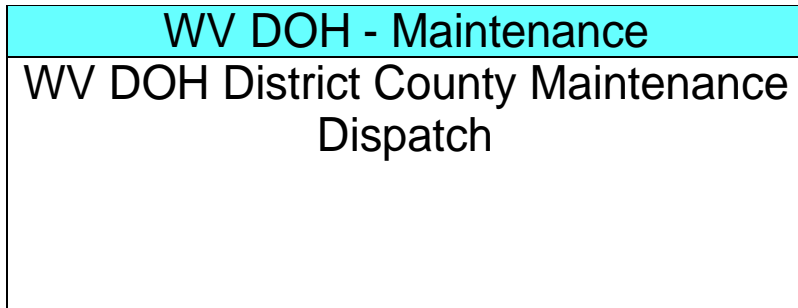 WV DOH - Maintenance
WV DOH District County Maintenance
Dispatch